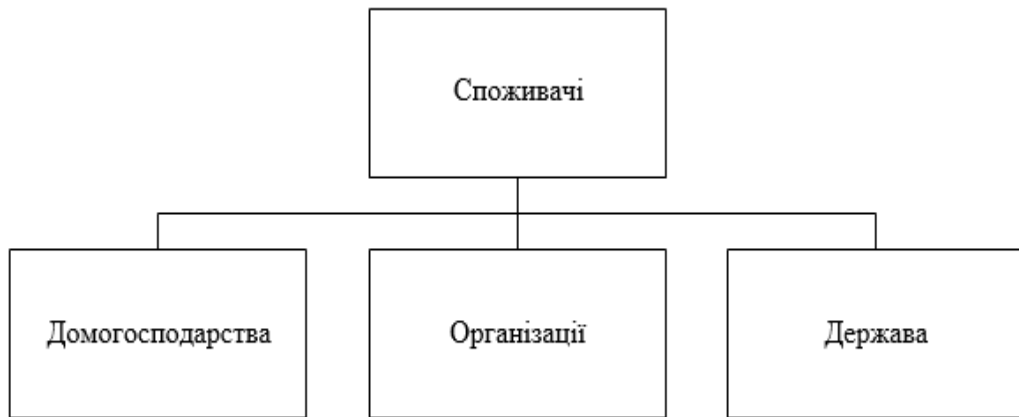 Споживачі
Домогосподарства
Організації
Держава